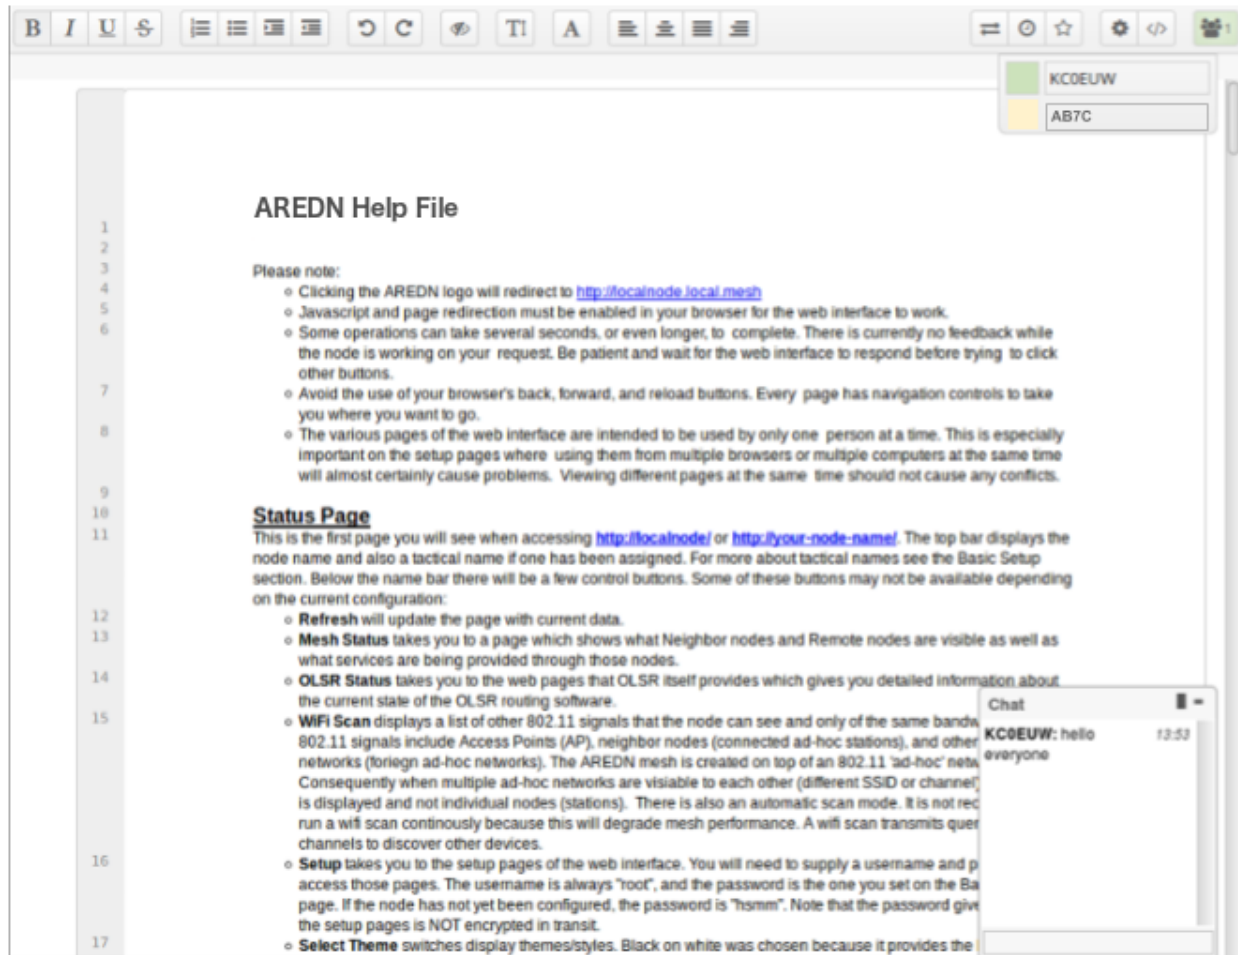 B I U S
TI A
1
KC0EUW
AB7C
AREDN Help File
1
2
3 Please note:
4 Clicking the AREDN logo will redirect to http://localnode.local.mesh
5 Javascript and page redirection must be enabled in your browser for the web interface to work.
6 Some operations can take several seconds, or even longer, to complete. There is currently no feedback while
the node is working on your request. Be patient and wait for the web interface to respond before trying to click
other buttons.
7 Avoid the use of your browser's back, forward, and reload buttons. Every page has navigation controls to take
you where you want to go.
8 The various pages of the web interface are intended to be used by only one person at a time. This is especially
important on the setup pages where using them from multiple browsers or multiple computers at the same time
will almost certainly cause problems. Viewing different pages at the same time should not cause any conflicts.
9
10 Status Page
11 This is the first page you will see when accessing http://localnode/ or http://your-node-name/. The top bar displays the
node name and also a tactical name if one has been assigned. For more about tactical names see the Basic Setup
section. Below the name bar there will be a few control buttons. Some of these buttons may not be available depending
on the current configuration:
12 Refresh will update the page with current data.
13 Mesh Status takes you to a page which shows what Neighbor nodes and Remote nodes are visible as well as
what services are being provided through those nodes.
14 OLSR Status takes you to the web pages that OLSR itself provides which gives you detailed information about
the current state of the OLSR routing software.
15 WiFi Scan displays a list of other 802.11 signals that the node can see and only of the same bandw
802.11 signals include Access Points (AP), neighbor nodes (connected ad-hoc stations), and other
networks (foriegn ad-hoc networks). The AREDN mesh is created on top of an 802.11 'ad-hoc' netw
Consequently when multiple ad-hoc networks are visiable to each other (different SSID or channel)
is displayed and not individual nodes (stations). There is also an automatic scan mode. It is not rec
run a wifi scan continously because this will degrade mesh performance. A wifi scan transmits quer
channels to discover other devices.
16 Setup takes you to the setup pages of the web interface. You will need to supply a username and p
access those pages. The username is always "root", and the password is the one you set on the Ba
page. If the node has not yet been configured, the password is "hsmm". Note that the password give
the setup pages is NOT encrypted in transit.
17 Select Theme switches display themes/styles. Black on white was chosen because it provides the
Chat
KC0EUW: hello 13:53
everyone